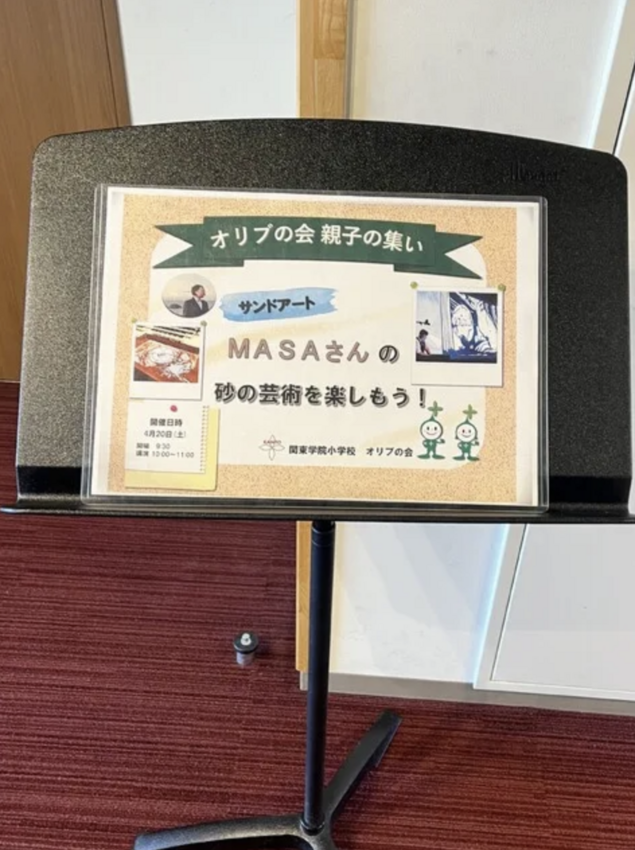 オリブの会 親子の集い
サンドアート
MASAさん の
砂の芸術を楽しもう！
開催日時
4月20日（土）
開場 9:30
講演 10:00～11:00
関東学院小学校 オリブの会